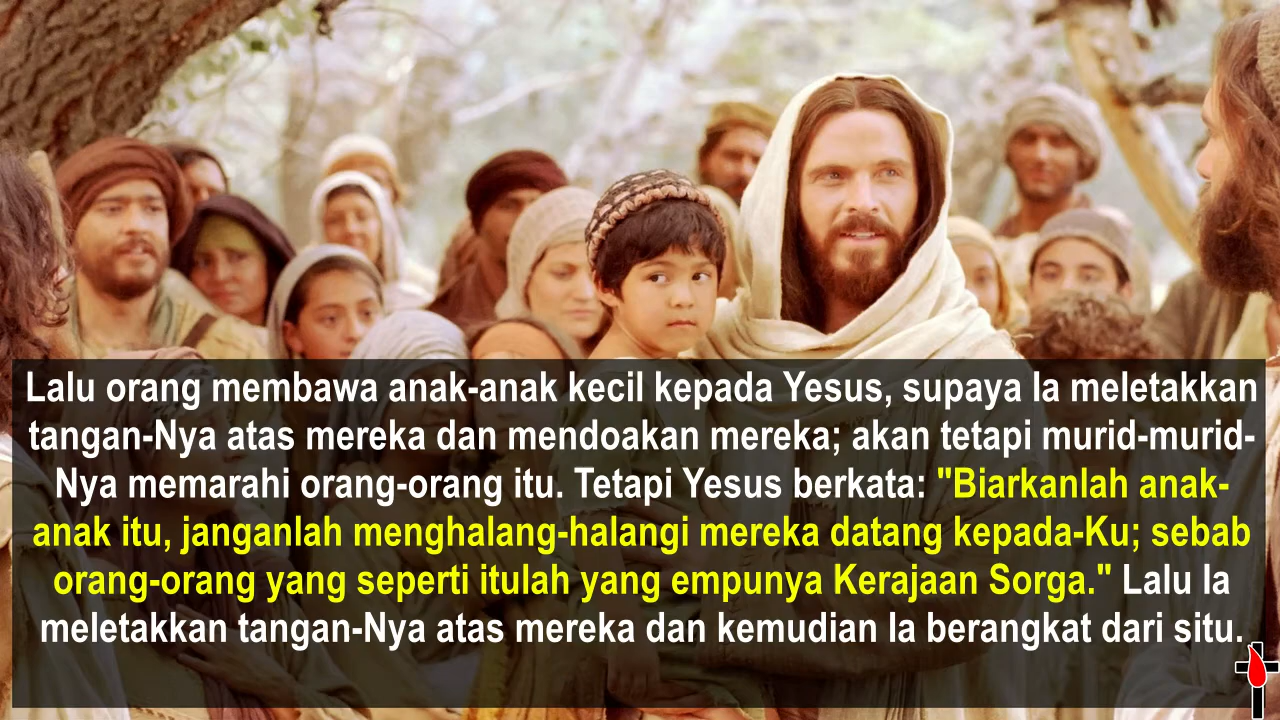 Lalu orang membawa anak-anak kecil kepada Yesus, supaya Ia meletakkan
tangan-Nya atas mereka dan mendoakan mereka; akan tetapi murid-murid-
Nya memarahi orang-orang itu. Tetapi Yesus berkata: "Biarkanlah anak-
anak itu, janganlah menghalang-halangi mereka datang kepada-Ku; sebab
orang-orang yang seperti itulah yang empunya Kerajaan Sorga." Lalu Ia
meletakkan tangan-Nya atas mereka dan kemudian Ia berangkat dari situ.